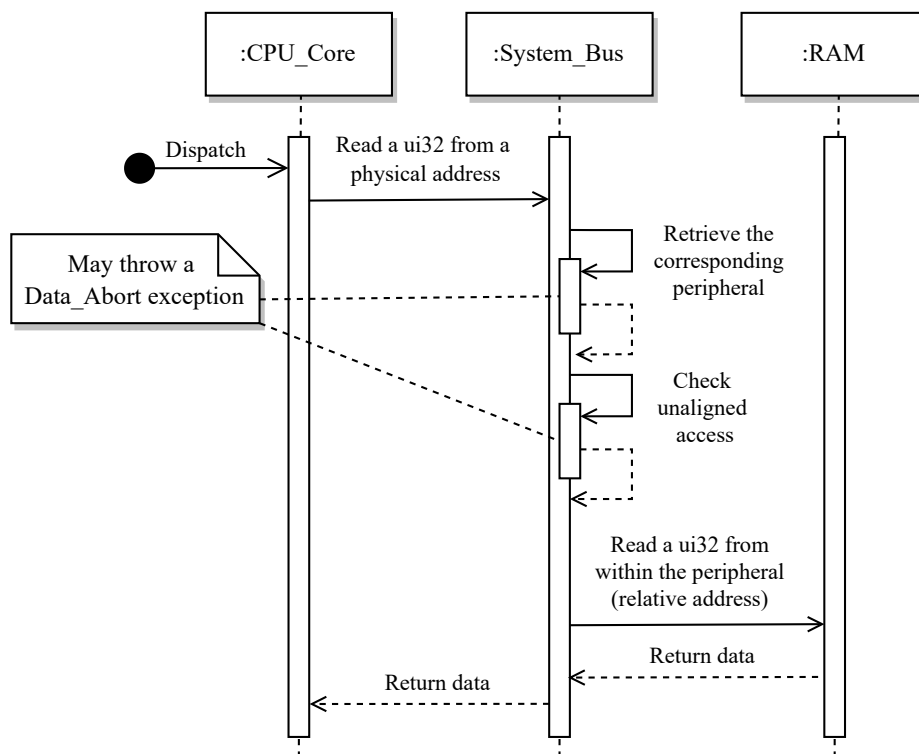 :CPU_Core
:System_Bus
:RAM
Dispatch
Read a ui32 from a
physical address
May throw a
Data_Abort exception
Retrieve the
corresponding
peripheral
Check
unaligned
access
Read a ui32 from
within the peripheral
(relative address)
Return data
Return data